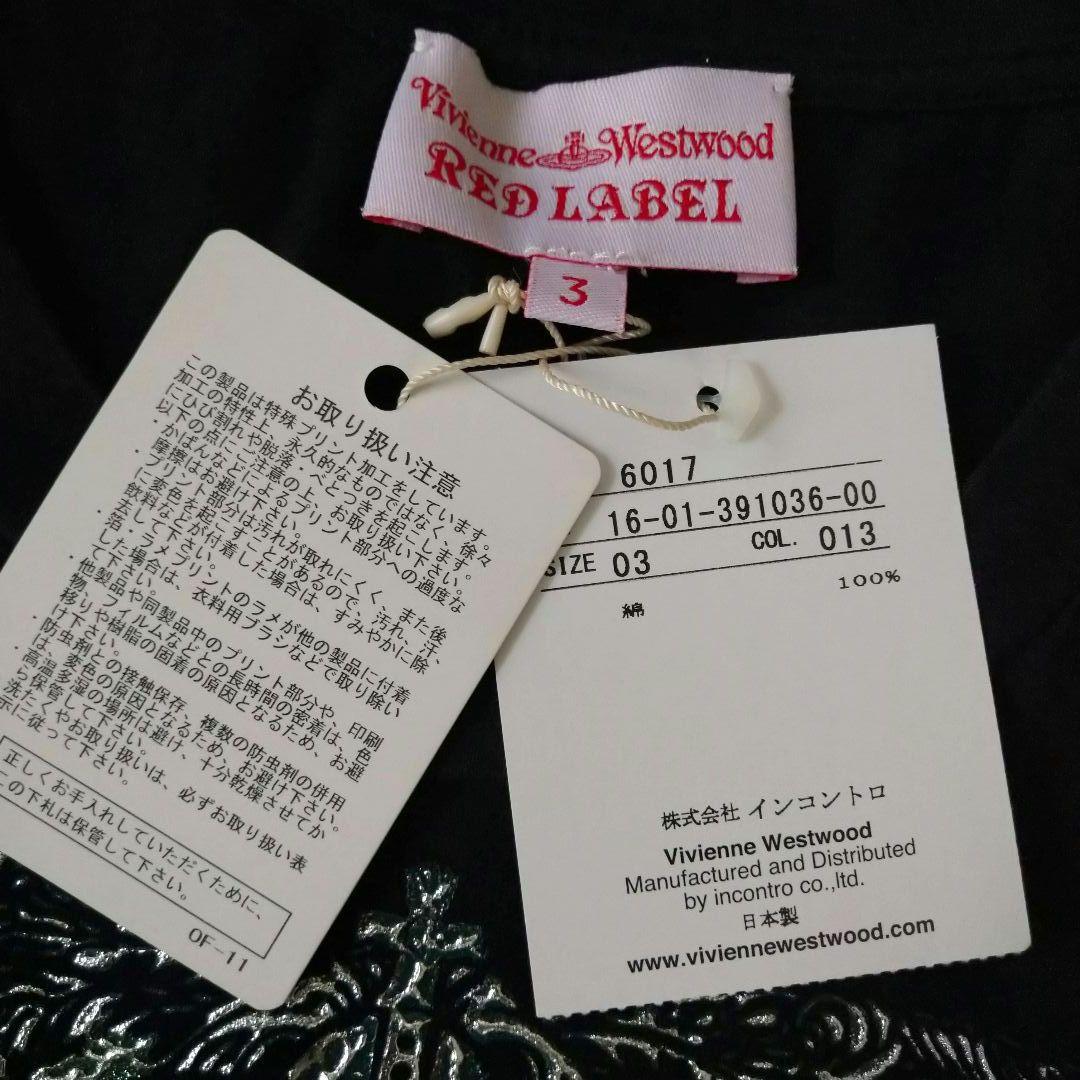 Vivienne Westwood
RED LABEL
3
お取り扱い注意
この製品は特殊プリント加工をしています。
加工の特性上、永久的なものではなく、徐々
にひび割れや脱落・べとつきを起こします。
以下の点にご注意の上、お取り扱い下さい。
・かばんなどによるプリント部分への過度な
摩擦はお避け下さい。
・プリント部分は汚れが取れにくく、また後
に変色を起こすことがあるので、汚れ、汗、
飲料などが付着した場合は、すみやかに除
去して下さい。
・箔・ラメプリントのラメが他の製品に付着
した場合は、衣料用ブラシなどで取り除い
て下さい。
・他製品や同製品中のプリント部分や、印刷
物、フィルムなどとの長時間の密着は、色
移りや樹脂の固着の原因となるため、お避
け下さい。
・防虫剤との接触保存、複数の防虫剤の併用
は、変色の原因となるため、お避け下さい。
・高温多湿の場所は避け、十分乾燥させてか
ら保管して下さい。
洗たくやお取り扱いは、必ずお取り扱い表
示に従って下さい。
正しくお手入れしていただくために、
この下札は保管して下さい。
OF-11
6017
16-01-391036-00
SIZE 03 COL. 013
綿 100%
株式会社 インコントロ
Vivienne Westwood
Manufactured and Distributed
by incontro co.,ltd.
日本製
www.viviennewestwood.com